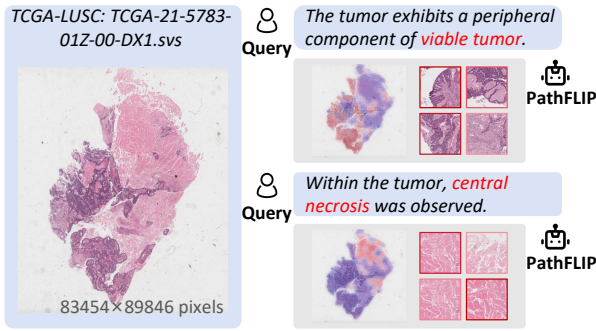 TCGA-LUSC: TCGA-21-5783-
01Z-00-DX1.svs
83454×89846 pixels
Query
The tumor exhibits a peripheral
component of viable tumor.
PathFLIP
Query
Within the tumor, central
necrosis was observed.
PathFLIP